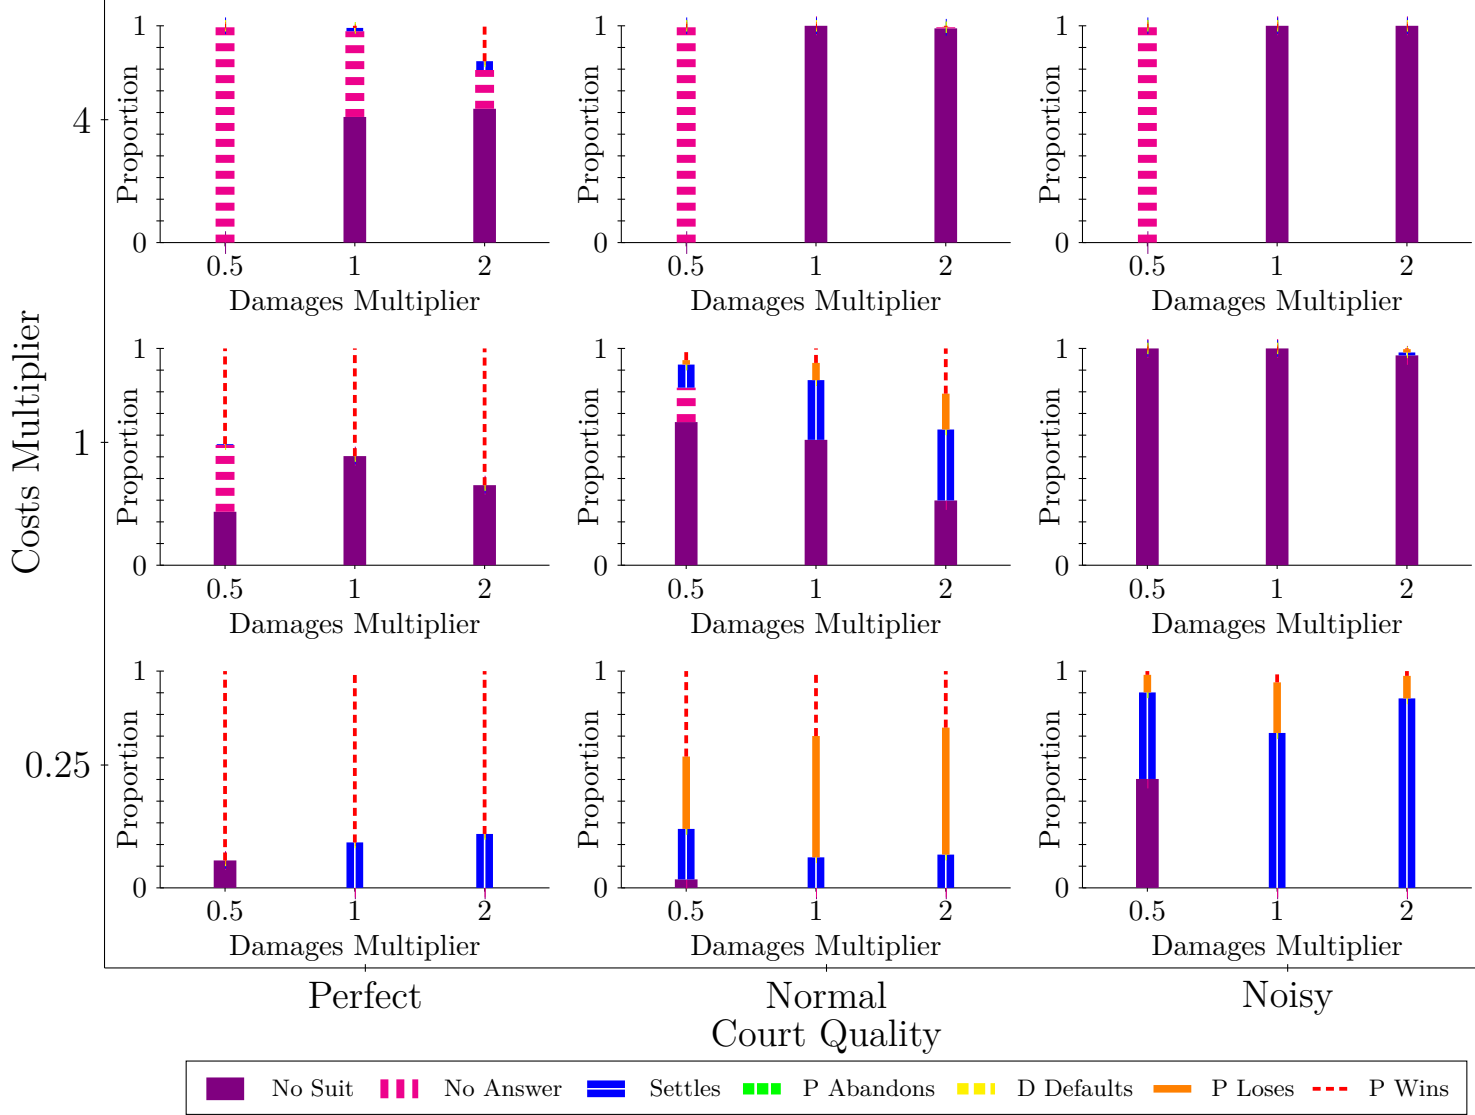 1
Proportion
0
0.5 1 2
Damages Multiplier
1
Proportion
0
0.5 1 2
Damages Multiplier
1
Proportion
0
0.5 1 2
Damages Multiplier
4
1
Proportion
0
0.5 1 2
Damages Multiplier
1
Proportion
0
0.5 1 2
Damages Multiplier
1
Proportion
0
0.5 1 2
Damages Multiplier
Costs Multiplier
1
1
Proportion
0
0.5 1 2
Damages Multiplier
1
Proportion
0
0.5 1 2
Damages Multiplier
1
Proportion
0
0.5 1 2
Damages Multiplier
0.25
Perfect Normal Noisy
Court Quality
No Suit No Answer Settles P Abandons D Defaults P Loses P Wins